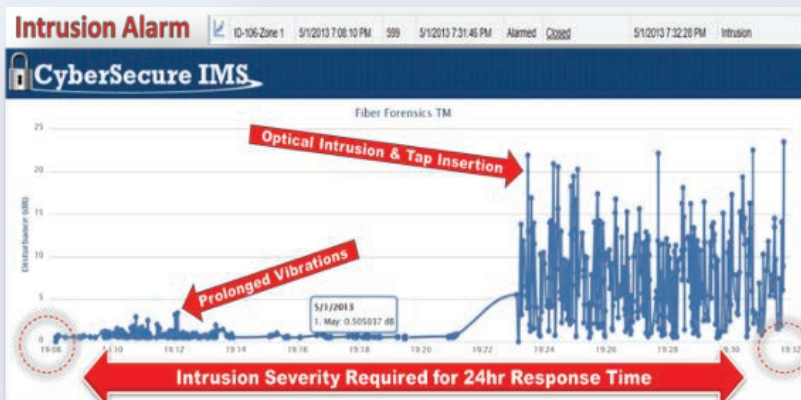 Intrusion Alarm
ID-106-Zone 1 5/1/2013 7:08:10 PM 599 5/1/2013 7:31:46 PM Alarmed Closed 5/1/2013 7:32:28 PM Intrusion
CyberSecure IMS
Fiber Forensics TM
Optical Intrusion & Tap Insertion
Prolonged Vibrations
Disturbance (dB)
25
20
15
10
5
0
5/1/2013
1. May: 0.505037 dB
19:08 19:10 19:12 19:14 19:16 19:18 19:20 19:22 19:24 19:26 19:28 19:30 19:32
Intrusion Severity Required for 24hr Response Time